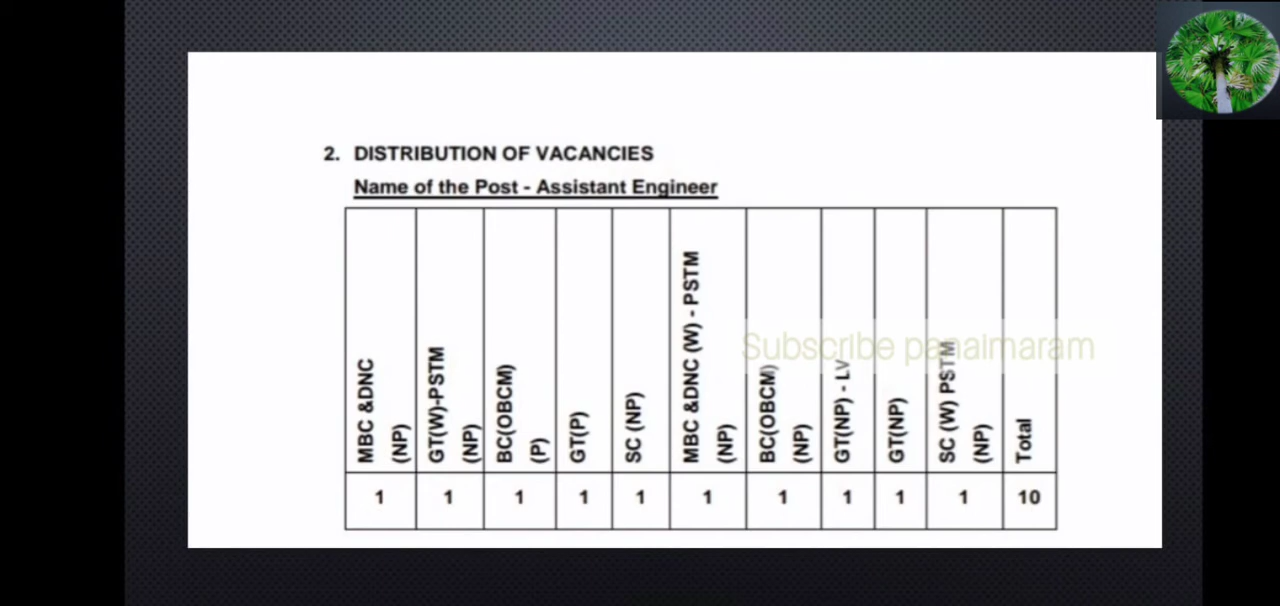 2. DISTRIBUTION OF VACANCIES
Name of the Post - Assistant Engineer
MBC &DNC
(NP)
GT(W)-PSTM
(NP)
BC(OBCM)
(P)
GT(P)
SC (NP)
MBC &DNC (W) - PSTM
(NP)
BC(OBCM)
(NP)
GT(NP) - LV
GT(NP)
SC (W) PSTM
(NP)
Total
1 1 1 1 1 1 1 1 1 1 10
Subscribe panaimaram